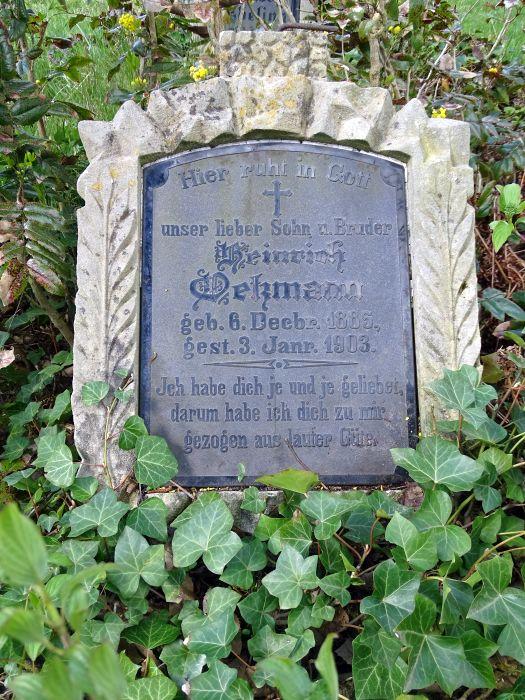 Hier ruht in Gott
unser lieber Sohn u. Bruder
Heinrich
Oehmann
geb. 6. Decbr. 1885,
gest. 3. Janr. 1903.
Ich habe dich je und je geliebet,
darum habe ich dich zu mir
gezogen aus lauter Güte.